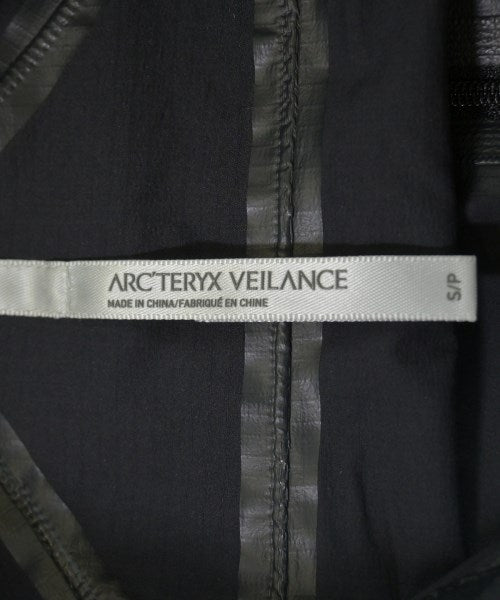 ARC'TERYX VEILANCE
MADE IN CHINA/FABRIQUÉ EN CHINE
S/P